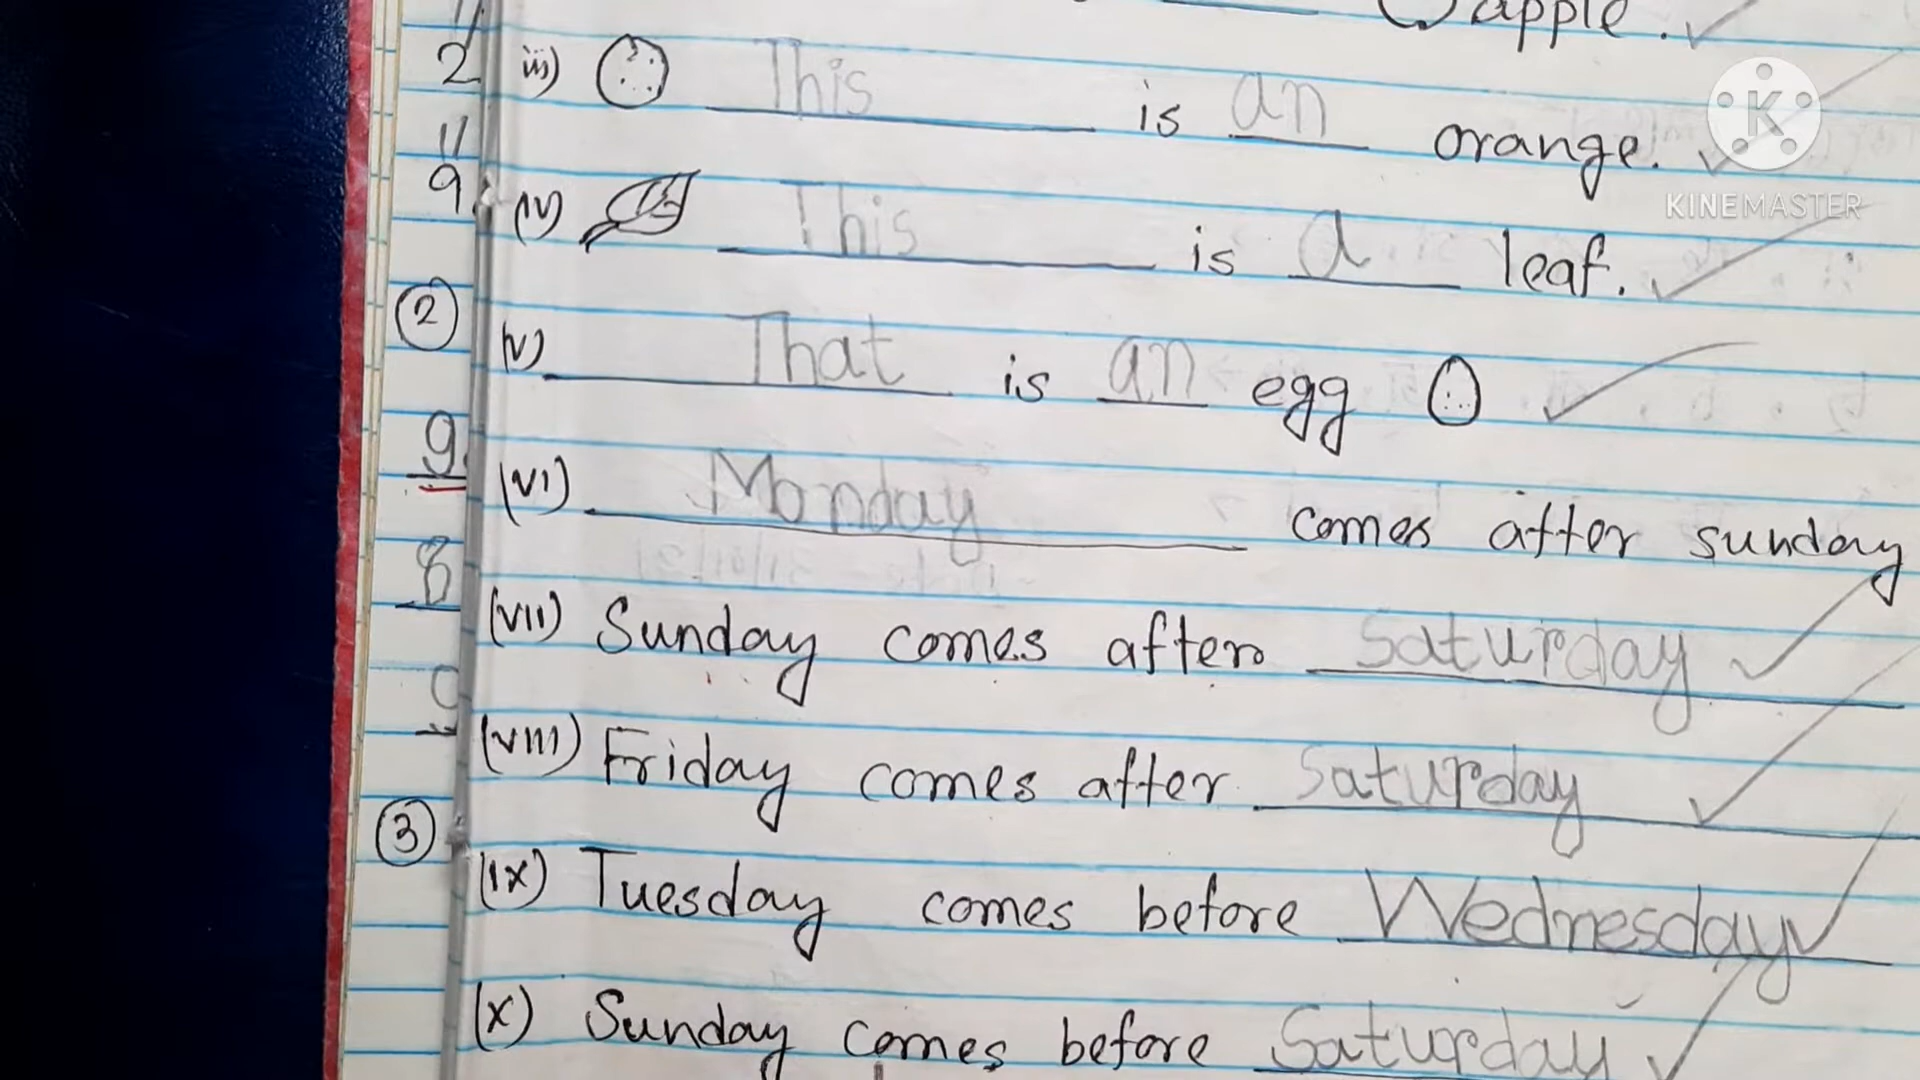 apple.
2 iii) This is an orange.
KINEMASTER
9 (iv) This is a leaf.
2 (v) That is an egg
9 (vi) Monday comes after sunday
8
(vii) Sunday comes after Saturday
9 (viii) Friday comes after Saturday
3
(ix) Tuesday comes before Wednesday
(x) Sunday comes before Saturday